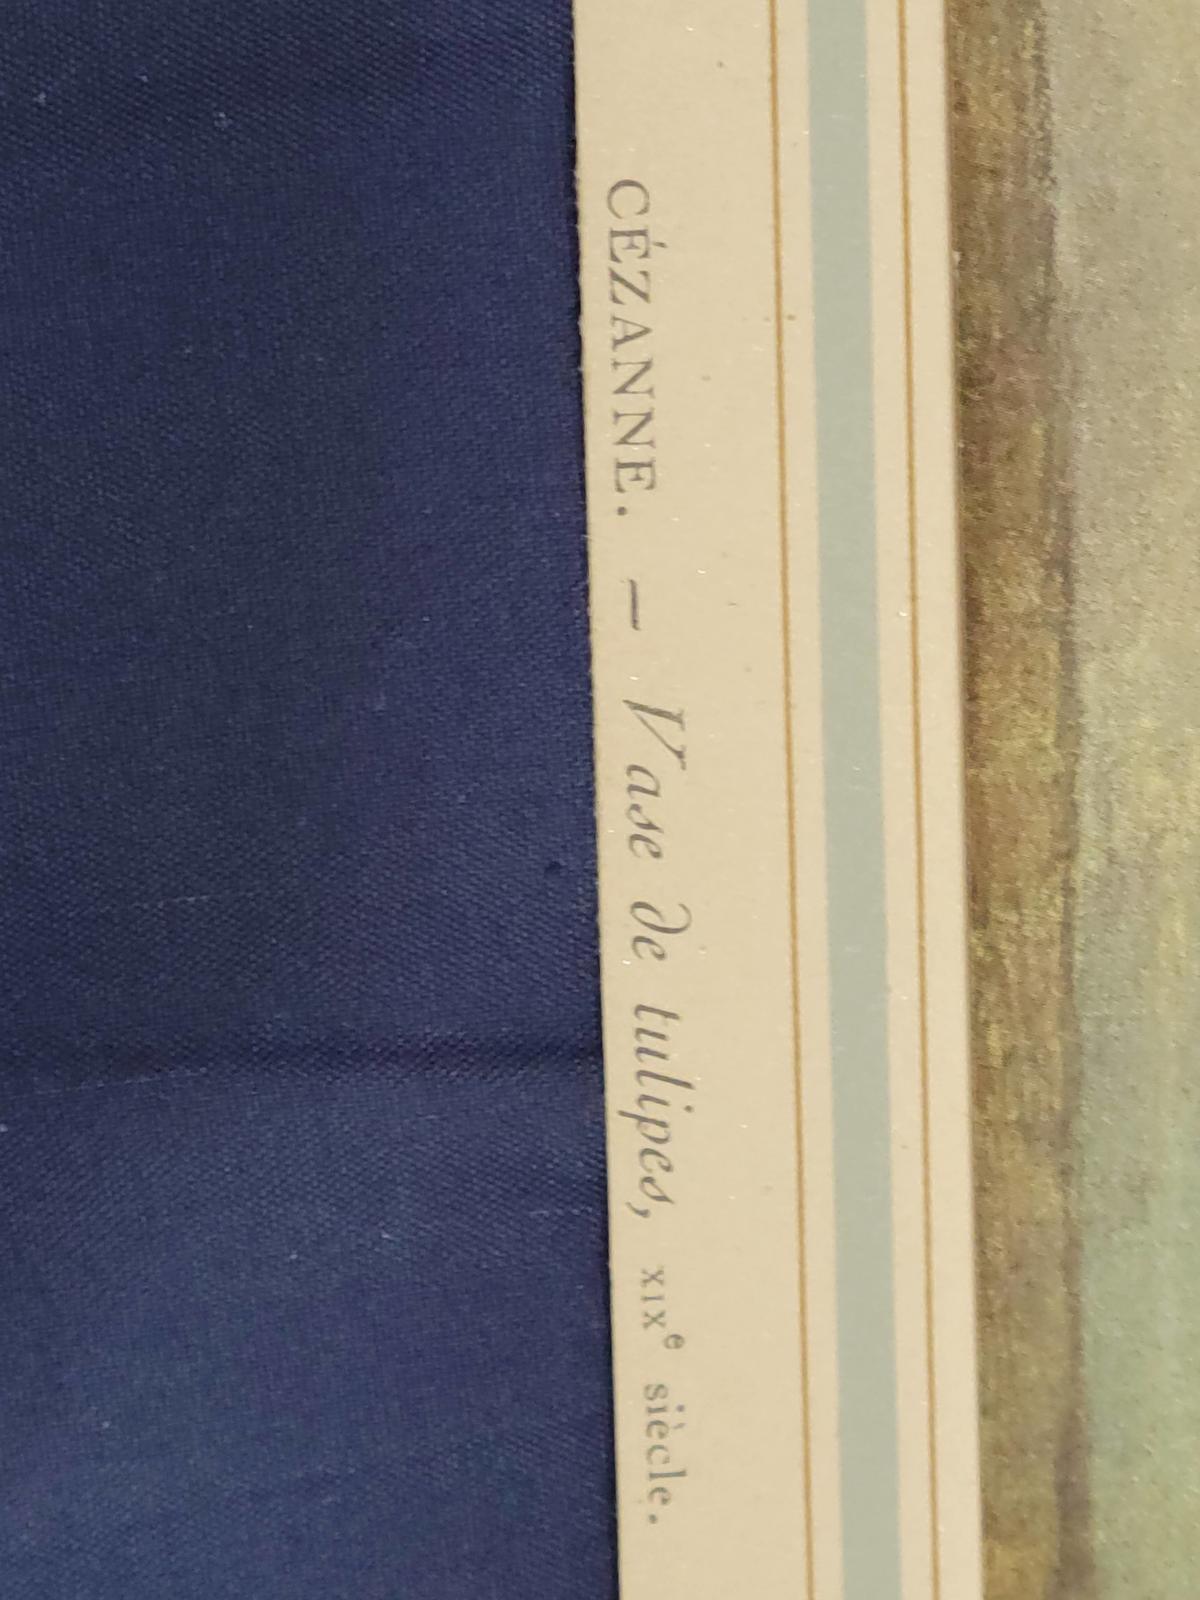 CÉZANNE. — Vase de tulipes, XIXe siècle.